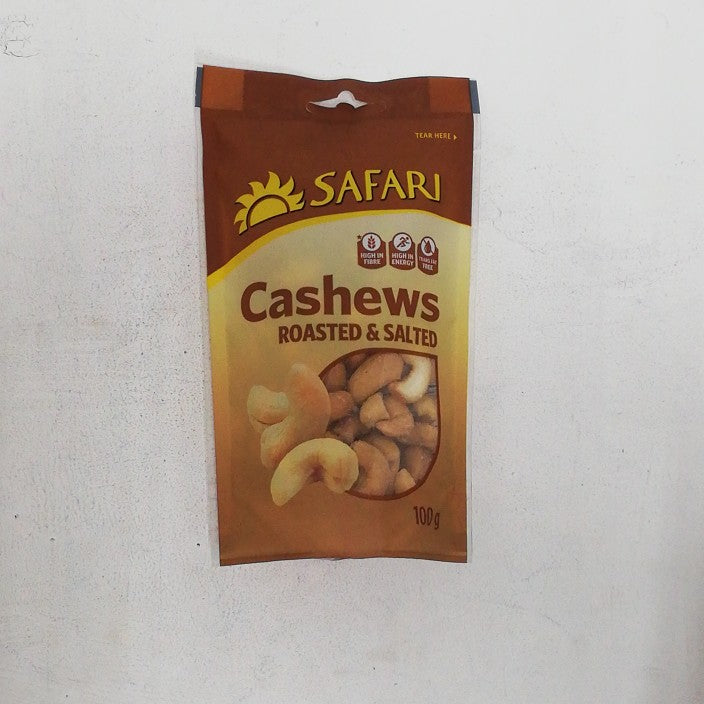 TEAR HERE
SAFARI
HIGH IN FIBRE
HIGH IN ENERGY
TRANS FAT FREE
Cashews
ROASTED & SALTED
100g